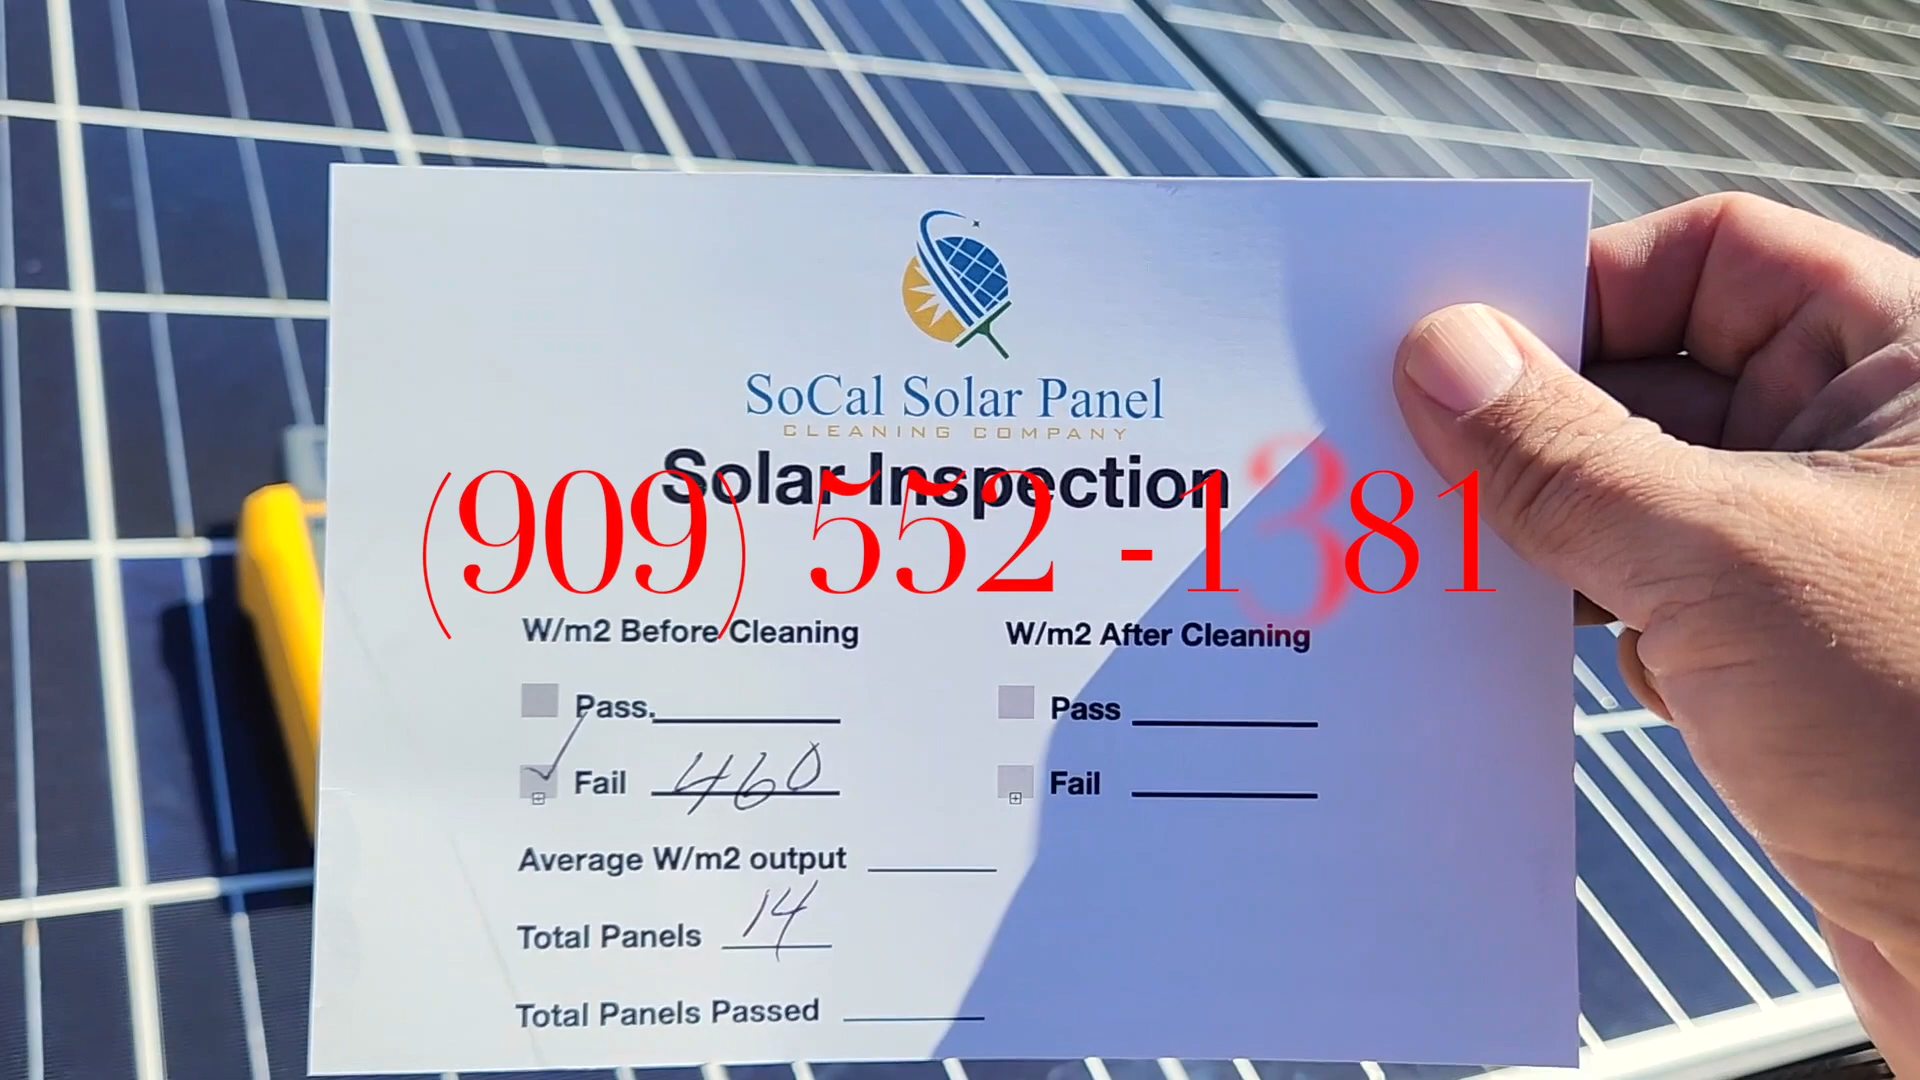 SoCal Solar Panel
CLEANING COMPANY
Solar Inspection
(909) 552 -1381
W/m2 Before Cleaning
W/m2 After Cleaning
Pass.
Pass
Fail 460
Fail
Average W/m2 output
Total Panels 14
Total Panels Passed